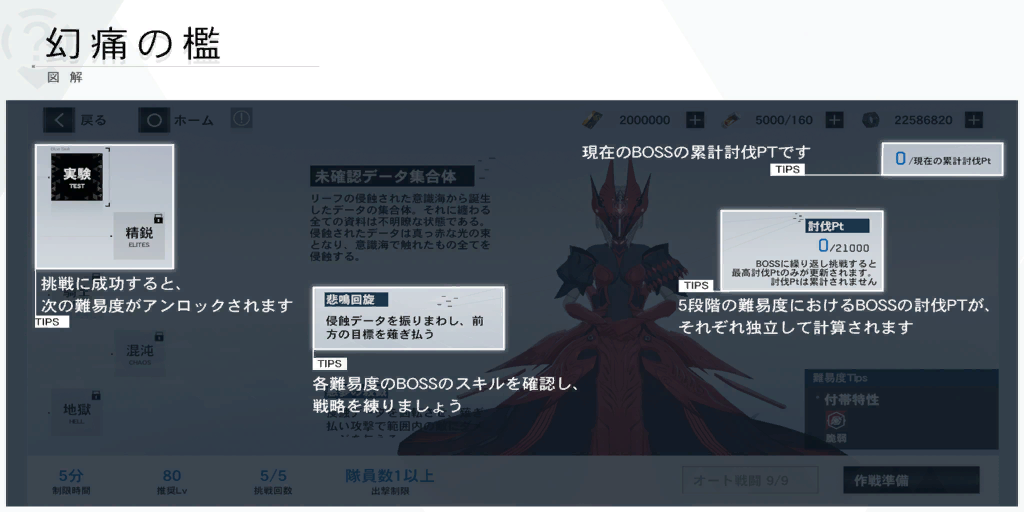 幻痛の檻
図解
戻る
ホーム
2000000
5000/160
22586820
現在のBOSSの累計討伐PTです
TIPS
0/現在の累計討伐Pt
実験
TEST
精鋭
ELITES
挑戦に成功すると、
次の難易度がアンロックされます
TIPS
未確認データ集合体
リーフの侵蝕された意識海から誕生
したデータの集合体。それに纏わる
全ての資料は不明瞭な状態である。
侵蝕されたデータは真っ赤な光の束
となり、意識海で触れたもの全てを
侵蝕する。
討伐Pt
0/21000
BOSSに繰り返し挑戦すると
最高討伐Ptのみが更新されます。
討伐Ptは累計されません
TIPS
5段階の難易度におけるBOSSの討伐PTが、
それぞれ独立して計算されます
悲鳴回旋
侵蝕データを振りまわし、前
方の目標を薙ぎ払う
TIPS
各難易度のBOSSのスキルを確認し、
戦略を練りましょう
混沌
CHAOS
地獄
HELL
難易度Tips
付帯特性
脆弱
5分
制限時間
80
推奨Lv
5/5
挑戦回数
隊員数1以上
出撃制限
オート戦闘 9/9
作戦準備